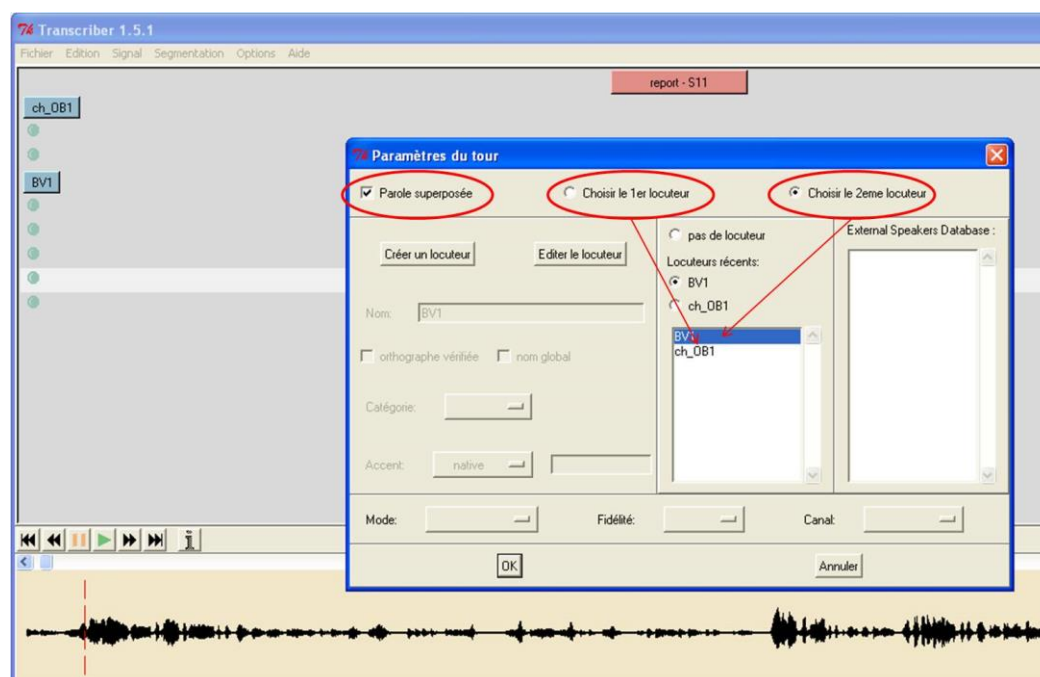 Transcriber 1.5.1
Fichier Edition Signal Segmentation Options Aide
report - S11
ch_OB1
BV1
Paramètres du tour
Parole superposée Choisir le 1er locuteur Choisir le 2eme locuteur
Créer un locuteur Editer le locuteur
Nom: BV1
orthographe vérifiée nom global
Catégorie:
Accent: native
pas de locuteur
Locuteurs récents:
BV1
ch_OB1
BV1
ch_OB1
External Speakers Database :
Mode: Fidélité: Canal:
OK Annuler